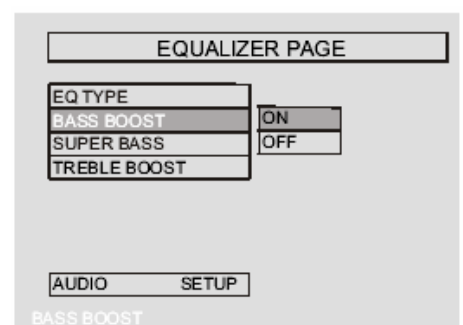 EQUALIZER PAGE
EQ TYPE
BASS BOOST
ON
SUPER BASS
OFF
TREBLE BOOST
AUDIO SETUP
BASS BOOST